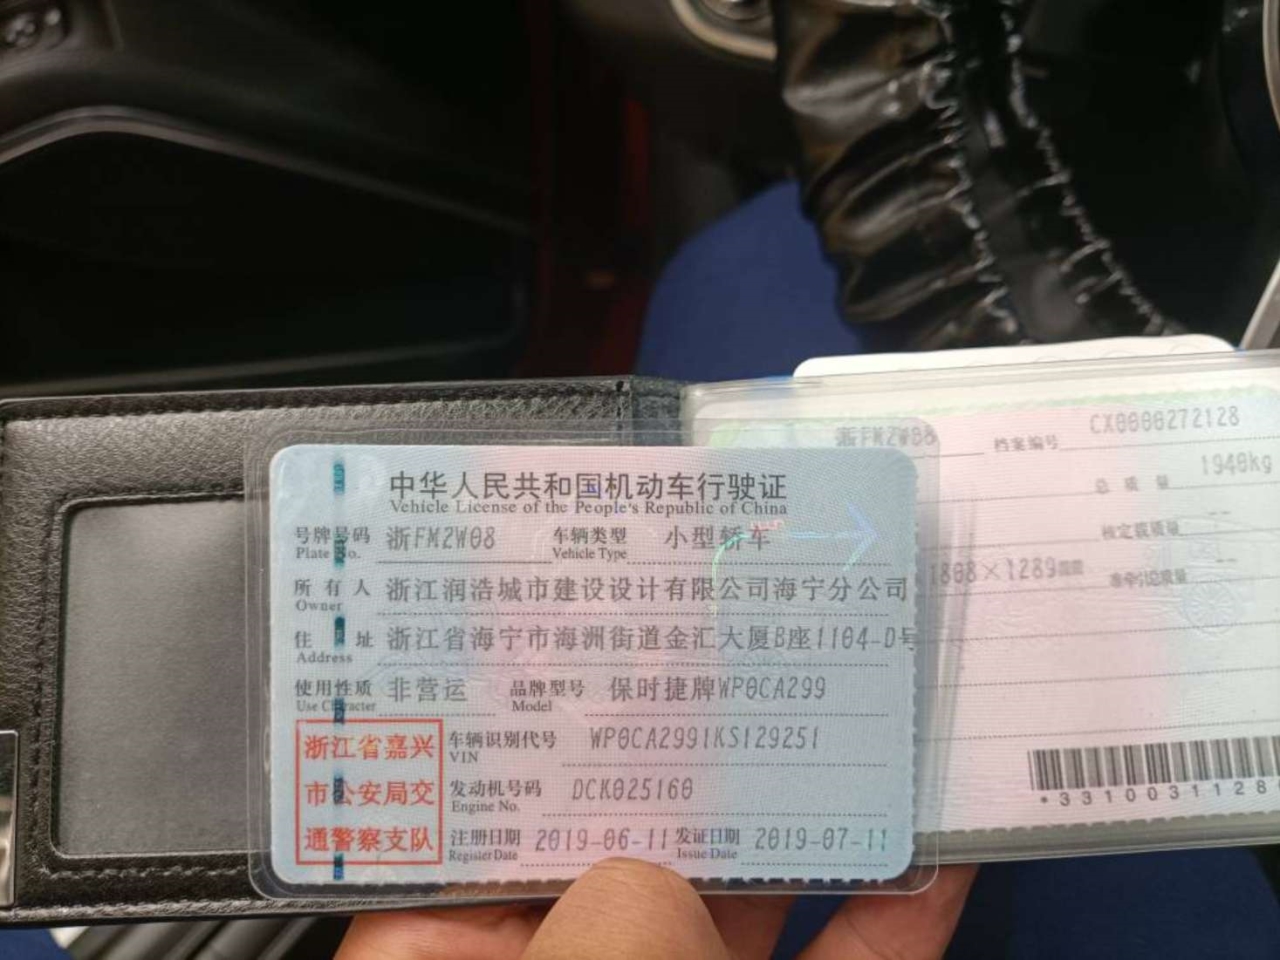 中华人民共和国机动车行驶证
Vehicle License of the People's Republic of China
号牌号码 浙FM2W08 车辆类型 小型轿车
Plate No. Vehicle Type
所有人 浙江润浩城市建设设计有限公司海宁分公司
Owner
住址 浙江省海宁市海洲街道金汇大厦B座1104-D号
Address
使用性质 非营运 品牌型号 保时捷牌WP0CA299
Use Character Model
浙江省嘉兴
市公安局交
通警察支队
车辆识别代号 WP0CA2991KS129251
VIN
发动机号码 DCK025160
Engine No.
注册日期 2019-06-11 发证日期 2019-07-11
Register Date Issue Date
浙FM2W08 档案编号 CX0000272128
总质量 1940kg
核定载质量 --
1808×1289mm 准牵引总质量 --
*3310031128